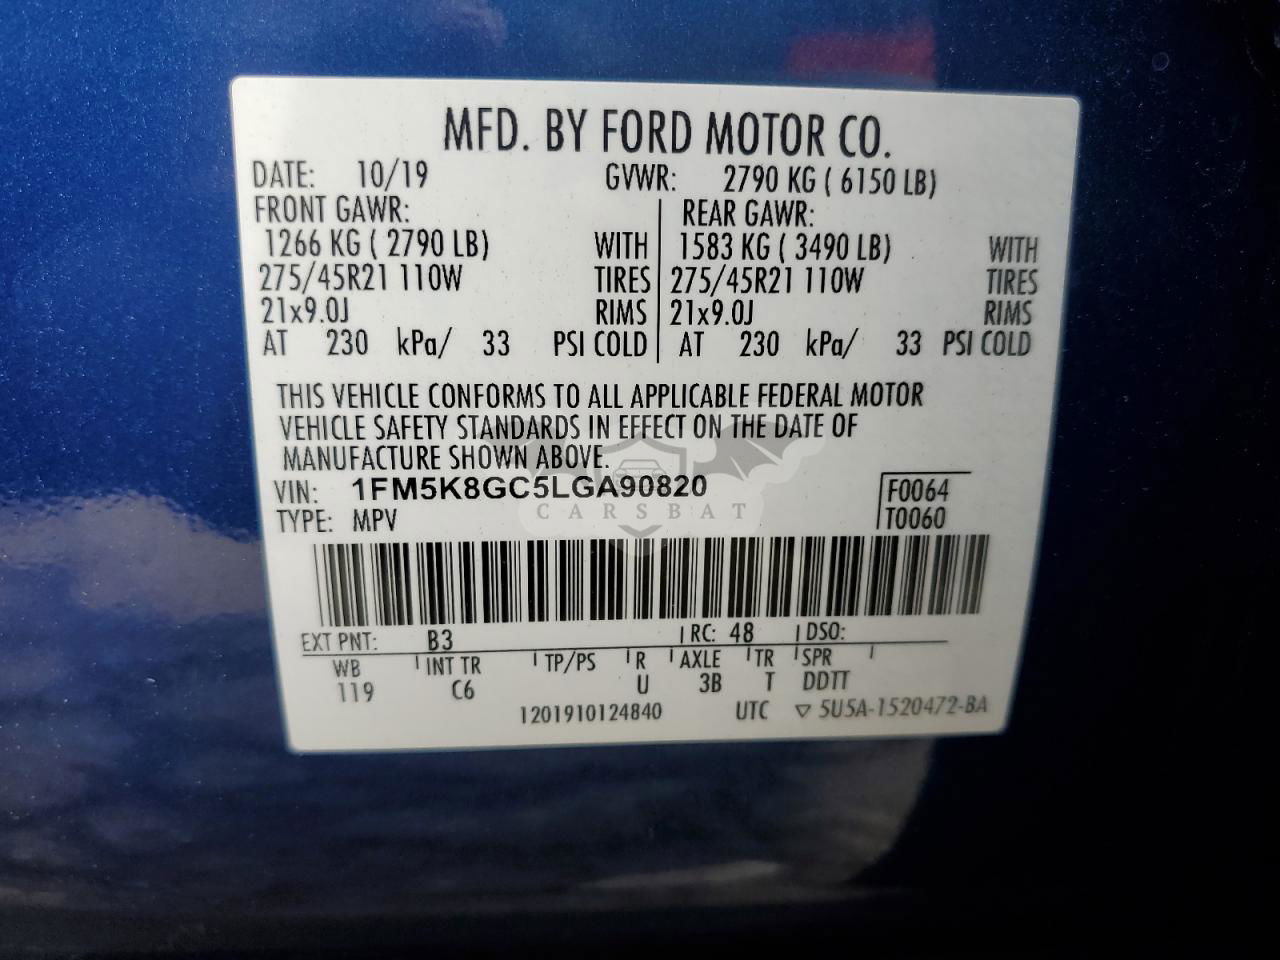 MFD. BY FORD MOTOR CO.
DATE: 10/19 GVWR: 2790 KG ( 6150 LB)
FRONT GAWR: REAR GAWR:
1266 KG ( 2790 LB) WITH 1583 KG ( 3490 LB) WITH
275/45R21 110W TIRES 275/45R21 110W TIRES
21x9.0J RIMS 21x9.0J RIMS
AT 230 kPa/ 33 PSI COLD AT 230 kPa/ 33 PSI COLD
THIS VEHICLE CONFORMS TO ALL APPLICABLE FEDERAL MOTOR
VEHICLE SAFETY STANDARDS IN EFFECT ON THE DATE OF
MANUFACTURE SHOWN ABOVE.
VIN: 1FM5K8GC5LGA90820 F0064
CARSBAT
TYPE: MPV T0060
EXT PNT: B3 RC: 48 DSO:
WB INT TR TP/PS R AXLE TR SPR
119 C6 U 3B T DDTT
1201910124840 UTC ▽ 5U5A-1520472-BA